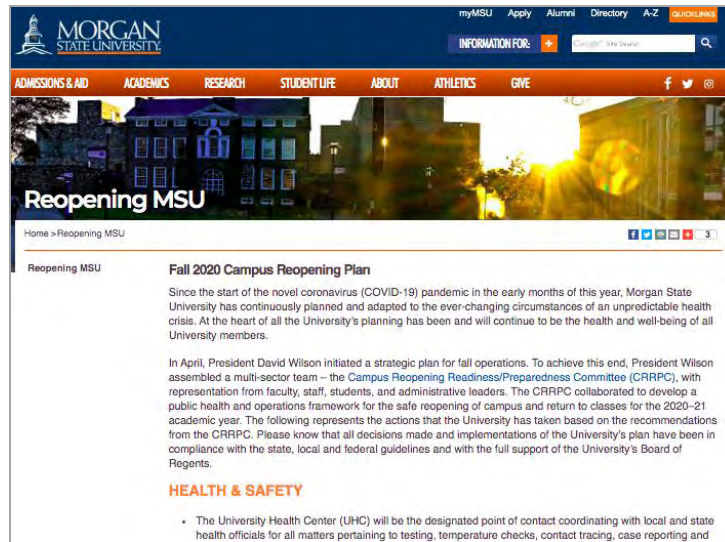 myMSU Apply Alumni Directory A-Z QUICKLINKS
MORGAN
STATE UNIVERSITY
INFORMATION FOR: + Google Site Search
ADMISSIONS & AID ACADEMICS RESEARCH STUDENT LIFE ABOUT ATHLETICS GIVE
Reopening MSU
Home >Reopening MSU
3
Reopening MSU
Fall 2020 Campus Reopening Plan
Since the start of the novel coronavirus (COVID-19) pandemic in the early months of this year, Morgan State
University has continuously planned and adapted to the ever-changing circumstances of an unpredictable health
crisis. At the heart of all the University's planning has been and will continue to be the health and well-being of all
University members.
In April, President David Wilson initiated a strategic plan for fall operations. To achieve this end, President Wilson
assembled a multi-sector team – the Campus Reopening Readiness/Preparedness Committee (CRRPC), with
representation from faculty, staff, students, and administrative leaders. The CRRPC collaborated to develop a
public health and operations framework for the safe reopening of campus and return to classes for the 2020–21
academic year. The following represents the actions that the University has taken based on the recommendations
from the CRRPC. Please know that all decisions made and implementations of the University's plan have been in
compliance with the state, local and federal guidelines and with the full support of the University's Board of
Regents.
HEALTH & SAFETY
• The University Health Center (UHC) will be the designated point of contact coordinating with local and state
health officials for all matters pertaining to testing, temperature checks, contact tracing, case reporting and